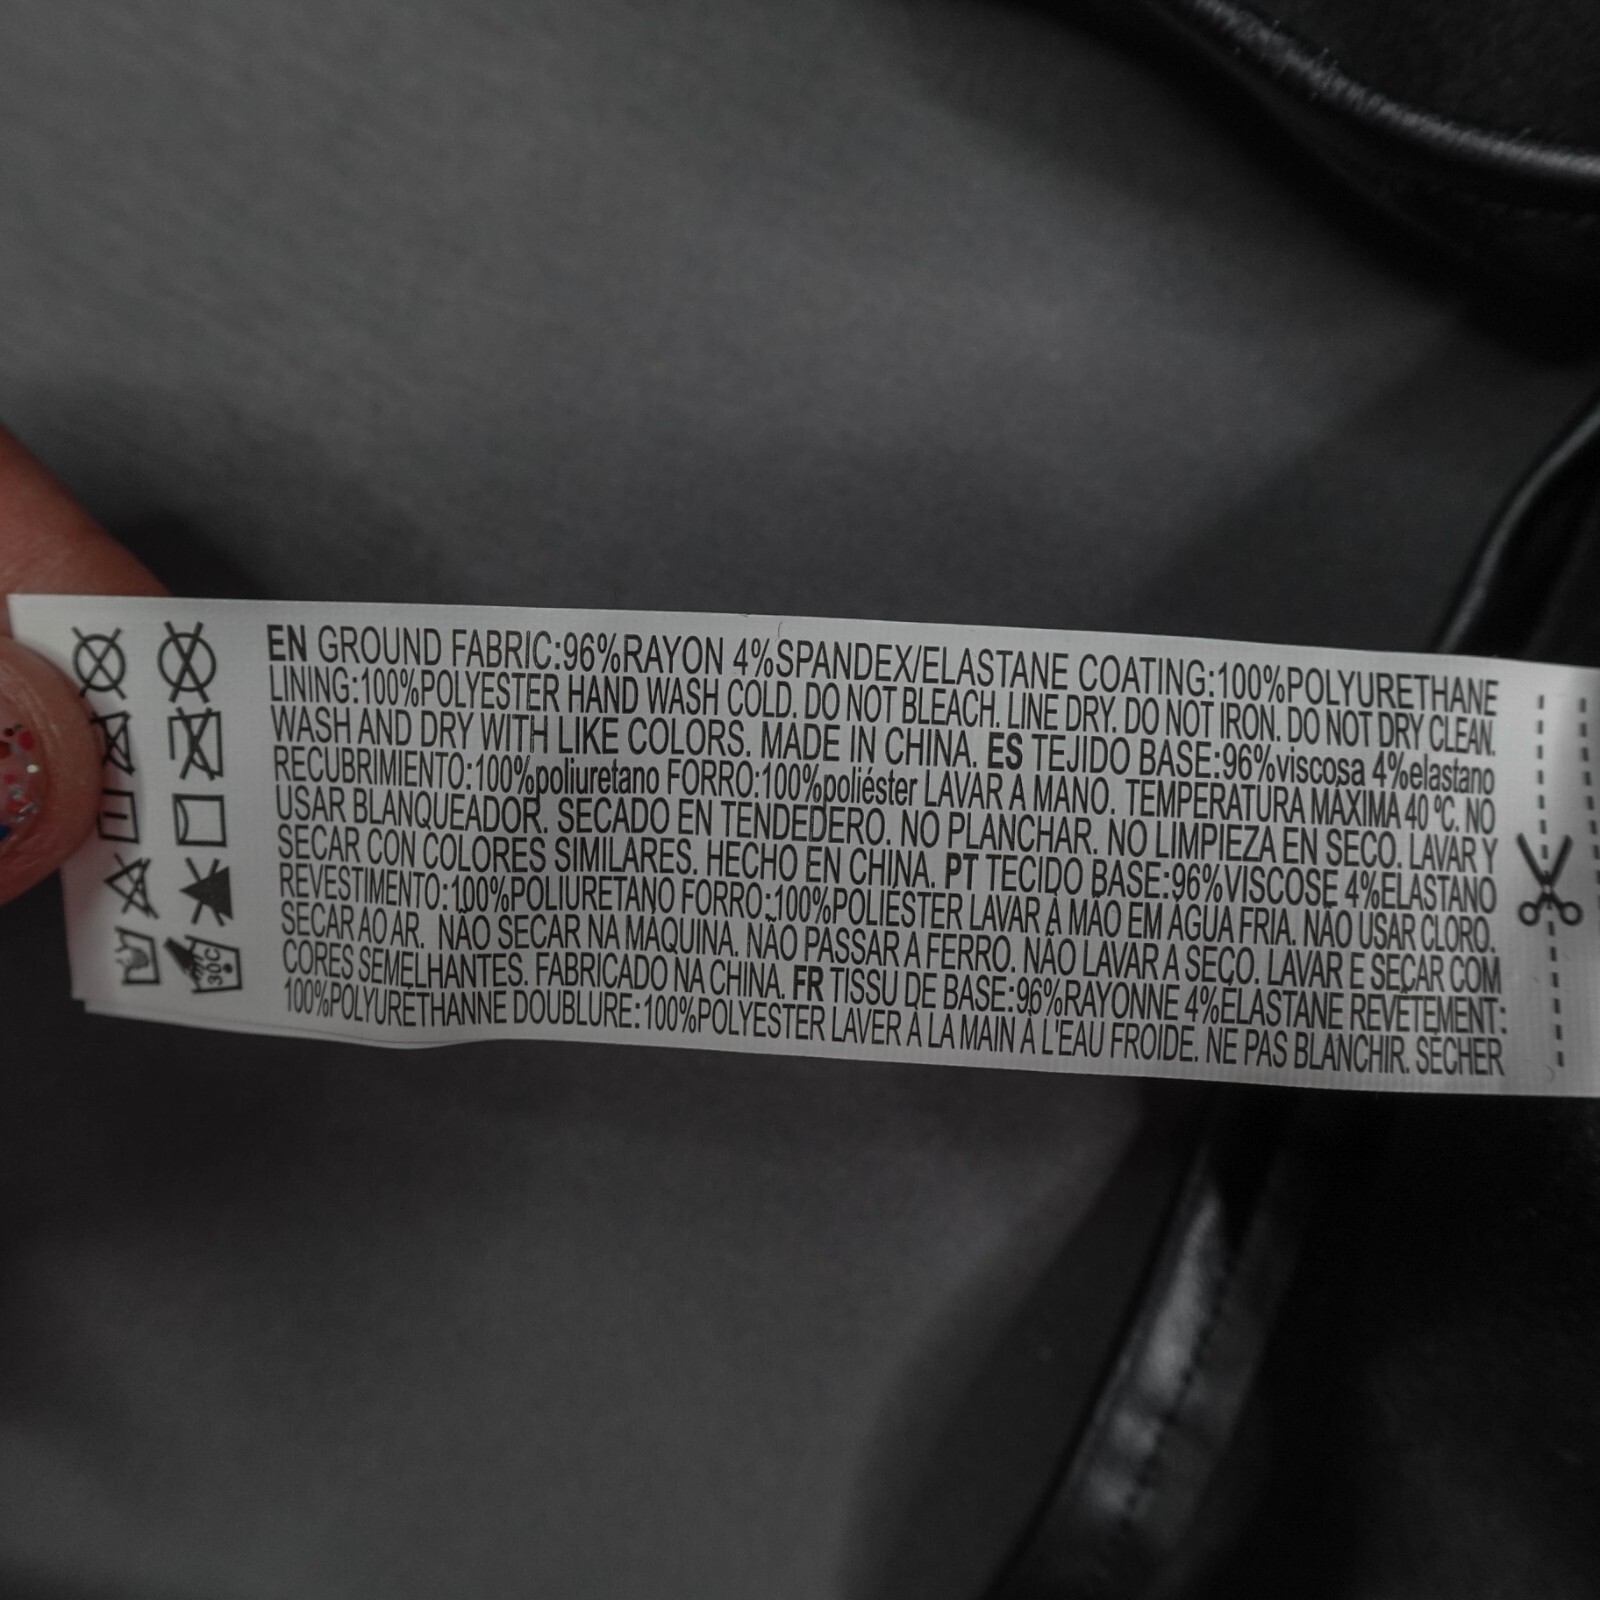 EN GROUND FABRIC:96%RAYON 4%SPANDEX/ELASTANE COATING:100%POLYURETHANE
LINING:100%POLYESTER HAND WASH COLD. DO NOT BLEACH. LINE DRY. DO NOT IRON. DO NOT DRY CLEAN.
WASH AND DRY WITH LIKE COLORS. MADE IN CHINA. ES TEJIDO BASE:96%viscosa 4%elastano
RECUBRIMIENTO:100%poliuretano FORRO:100%poliéster LAVAR A MANO. TEMPERATURA MÁXIMA 40 ºC. NO
USAR BLANQUEADOR. SECADO EN TENDEDERO. NO PLANCHAR. NO LIMPIEZA EN SECO. LAVAR Y
SECAR CON COLORES SIMILARES. HECHO EN CHINA. PT TECIDO BASE:96%VISCOSE 4%ELASTANO
REVESTIMENTO:100%POLIURETANO FORRO:100%POLIÉSTER LAVAR À MÃO EM ÁGUA FRIA. NÃO USAR CLORO.
SECAR AO AR. NÃO SECAR NA MÁQUINA. NÃO PASSAR A FERRO. NÃO LAVAR A SECO. LAVAR E SECAR COM
CORES SEMELHANTES. FABRICADO NA CHINA. FR TISSU DE BASE:96%RAYONNE 4%ÉLASTANE REVÊTEMENT:
100%POLYURÉTHANNE DOUBLURE:100%POLYESTER LAVER À LA MAIN À L'EAU FROIDE. NE PAS BLANCHIR. SÉCHER
30C